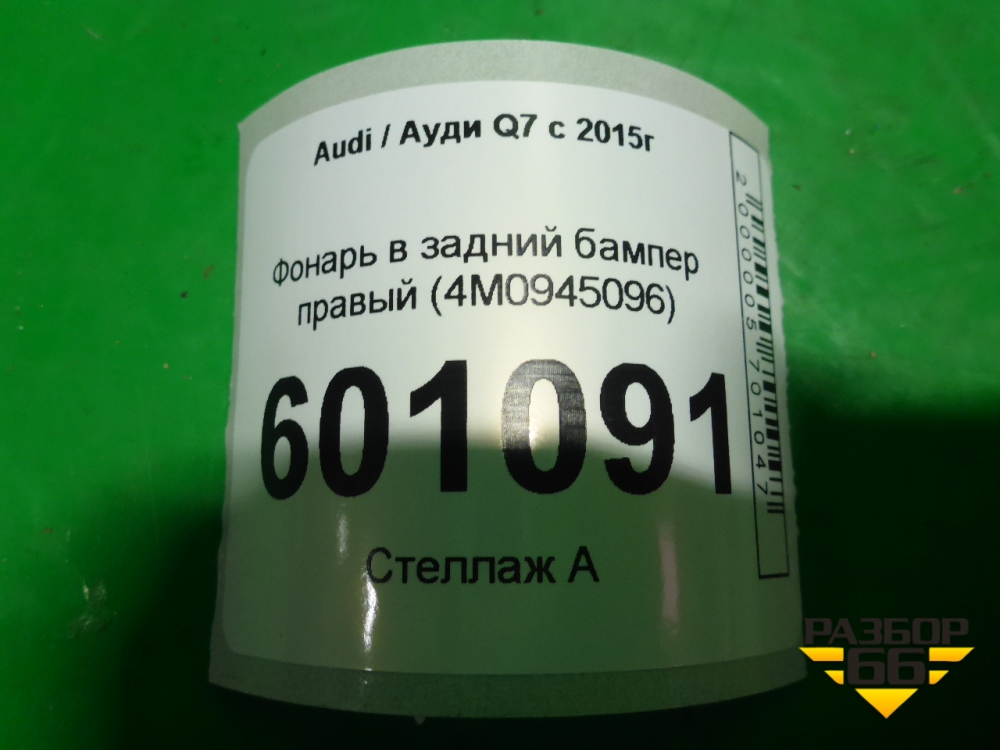 Audi / Ауди Q7 с 2015г
Фонарь в задний бампер
правый (4M0945096)
601091
Стеллаж А
2000005701047
РАЗБОР
66